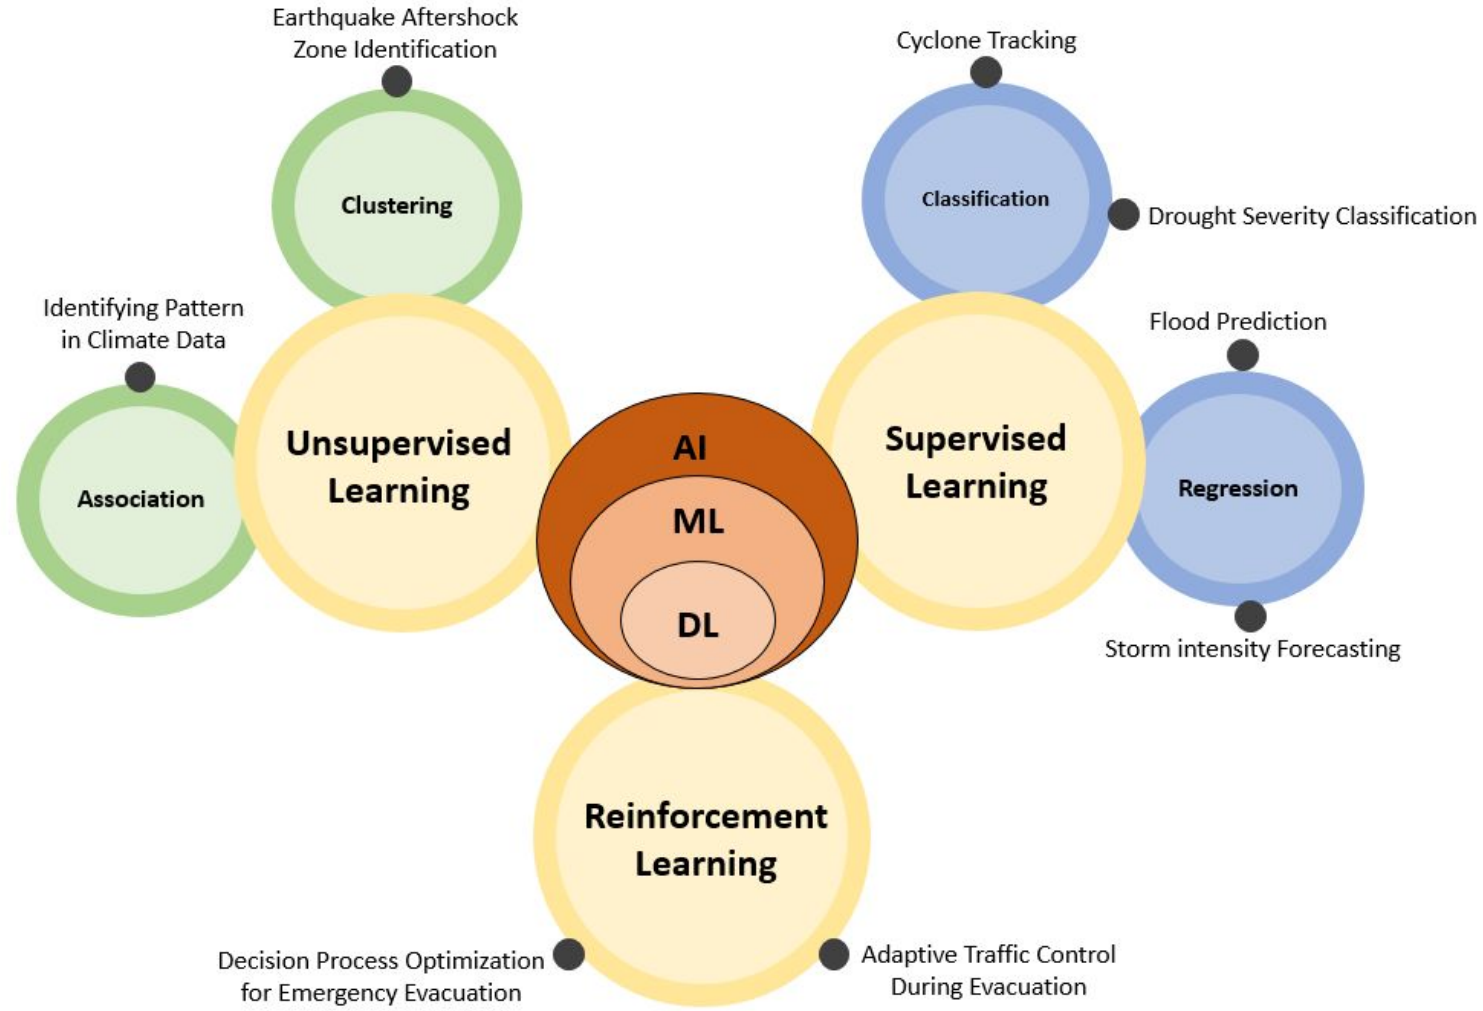 Earthquake Aftershock
Zone Identification
Clustering
Identifying Pattern
in Climate Data
Association
Unsupervised
Learning
Cyclone Tracking
Classification
Drought Severity Classification
Flood Prediction
Supervised
Learning
Regression
Storm intensity Forecasting
AI
ML
DL
Reinforcement
Learning
Decision Process Optimization
for Emergency Evacuation
Adaptive Traffic Control
During Evacuation